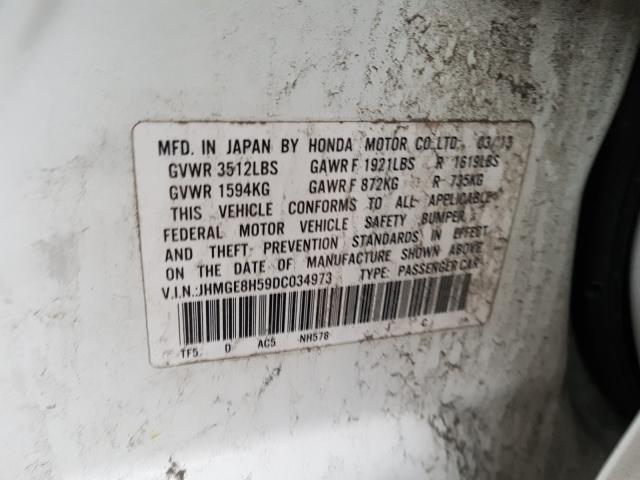 MFD. IN JAPAN BY HONDA MOTOR CO.LTD. 03/13
GVWR 3512LBS GAWR F 1921LBS R 1619LBS
GVWR 1594KG GAWR F 872KG R 735KG
THIS VEHICLE CONFORMS TO ALL APPLICABLE
FEDERAL MOTOR VEHICLE SAFETY BUMPER,
AND THEFT PREVENTION STANDARDS IN EFFECT
ON THE DATE OF MANUFACTURE SHOWN ABOVE
V.I.N.:JHMGE8H59DC034973 TYPE: PASSENGER CAR
TF5 D AC5 NH578 I C